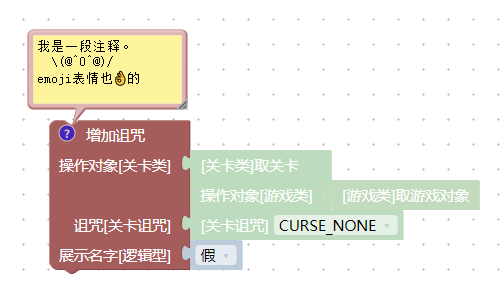 我是一段注释。
\(@^O^@)/
emoji表情也👌的
? 增加诅咒
操作对象[关卡类] [关卡类]取关卡
操作对象[游戏类] [游戏类]取游戏对象
诅咒[关卡诅咒] [关卡诅咒] CURSE_NONE
展示名字[逻辑型] 假